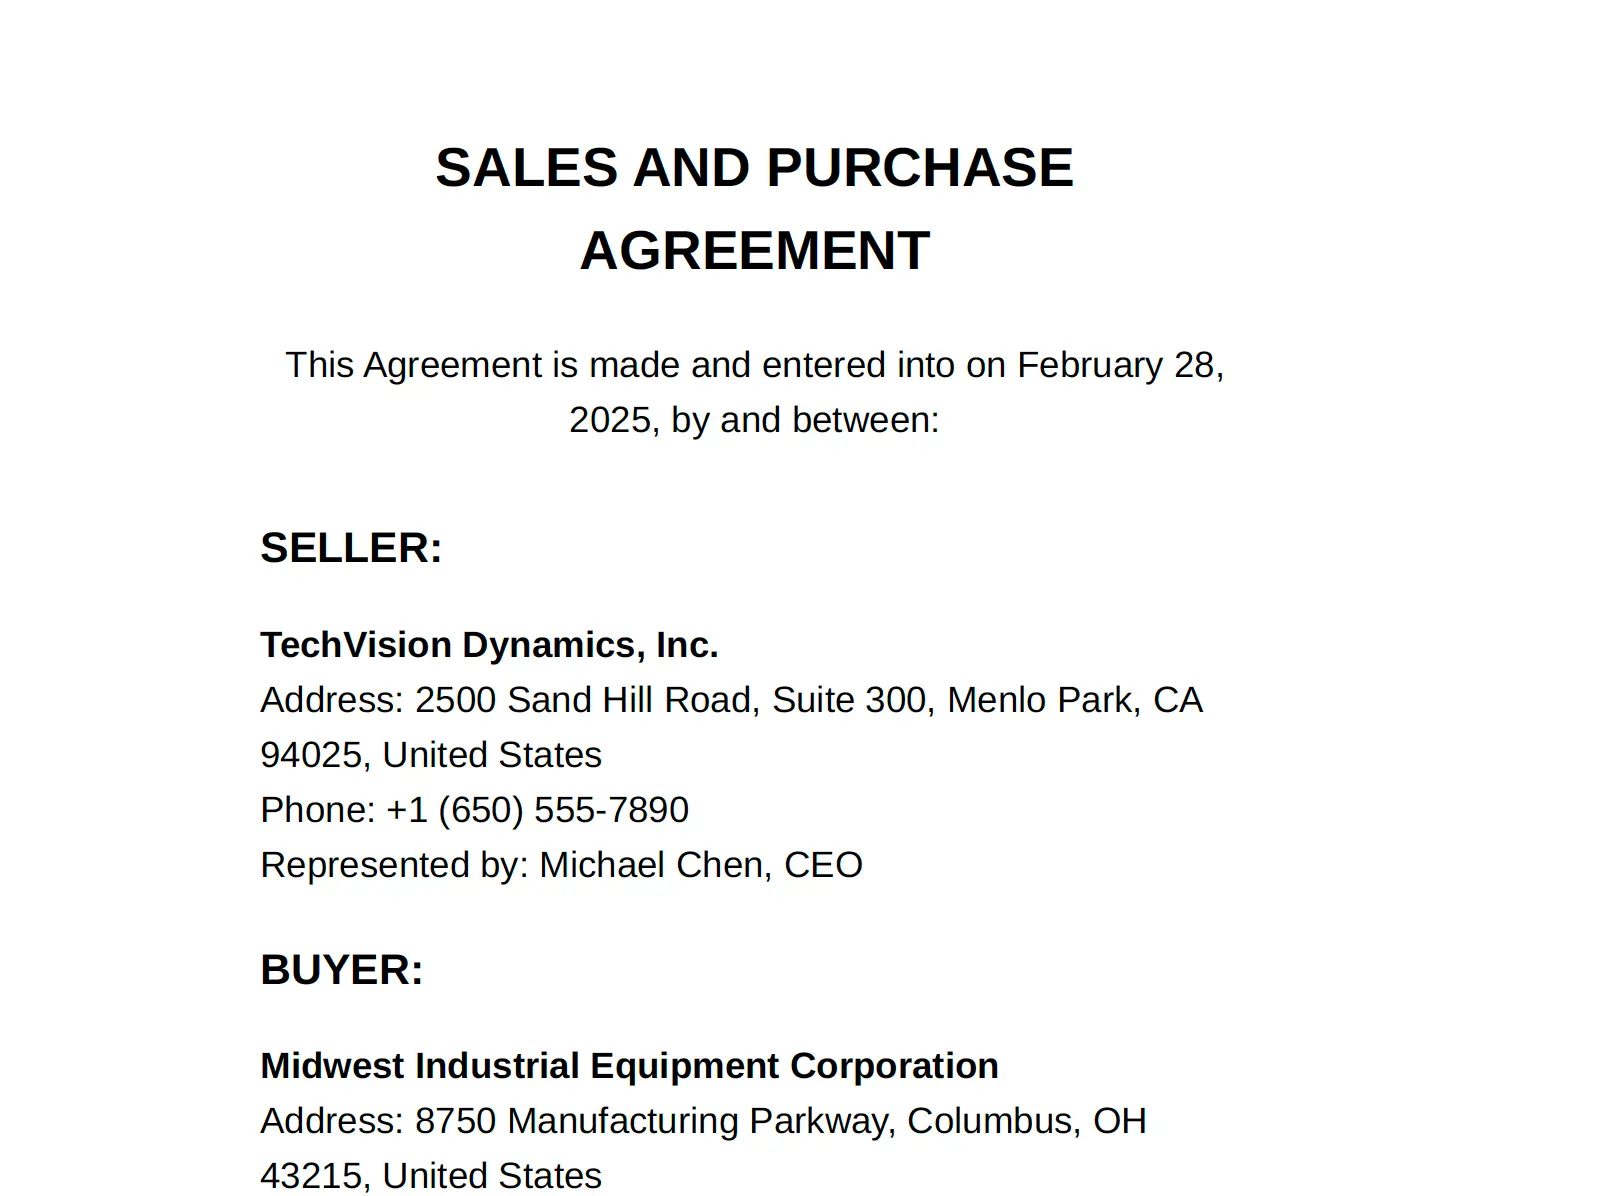 SALES AND PURCHASE
AGREEMENT
This Agreement is made and entered into on February 28,
2025, by and between:
SELLER:
TechVision Dynamics, Inc.
Address: 2500 Sand Hill Road, Suite 300, Menlo Park, CA
94025, United States
Phone: +1 (650) 555-7890
Represented by: Michael Chen, CEO
BUYER:
Midwest Industrial Equipment Corporation
Address: 8750 Manufacturing Parkway, Columbus, OH
43215, United States